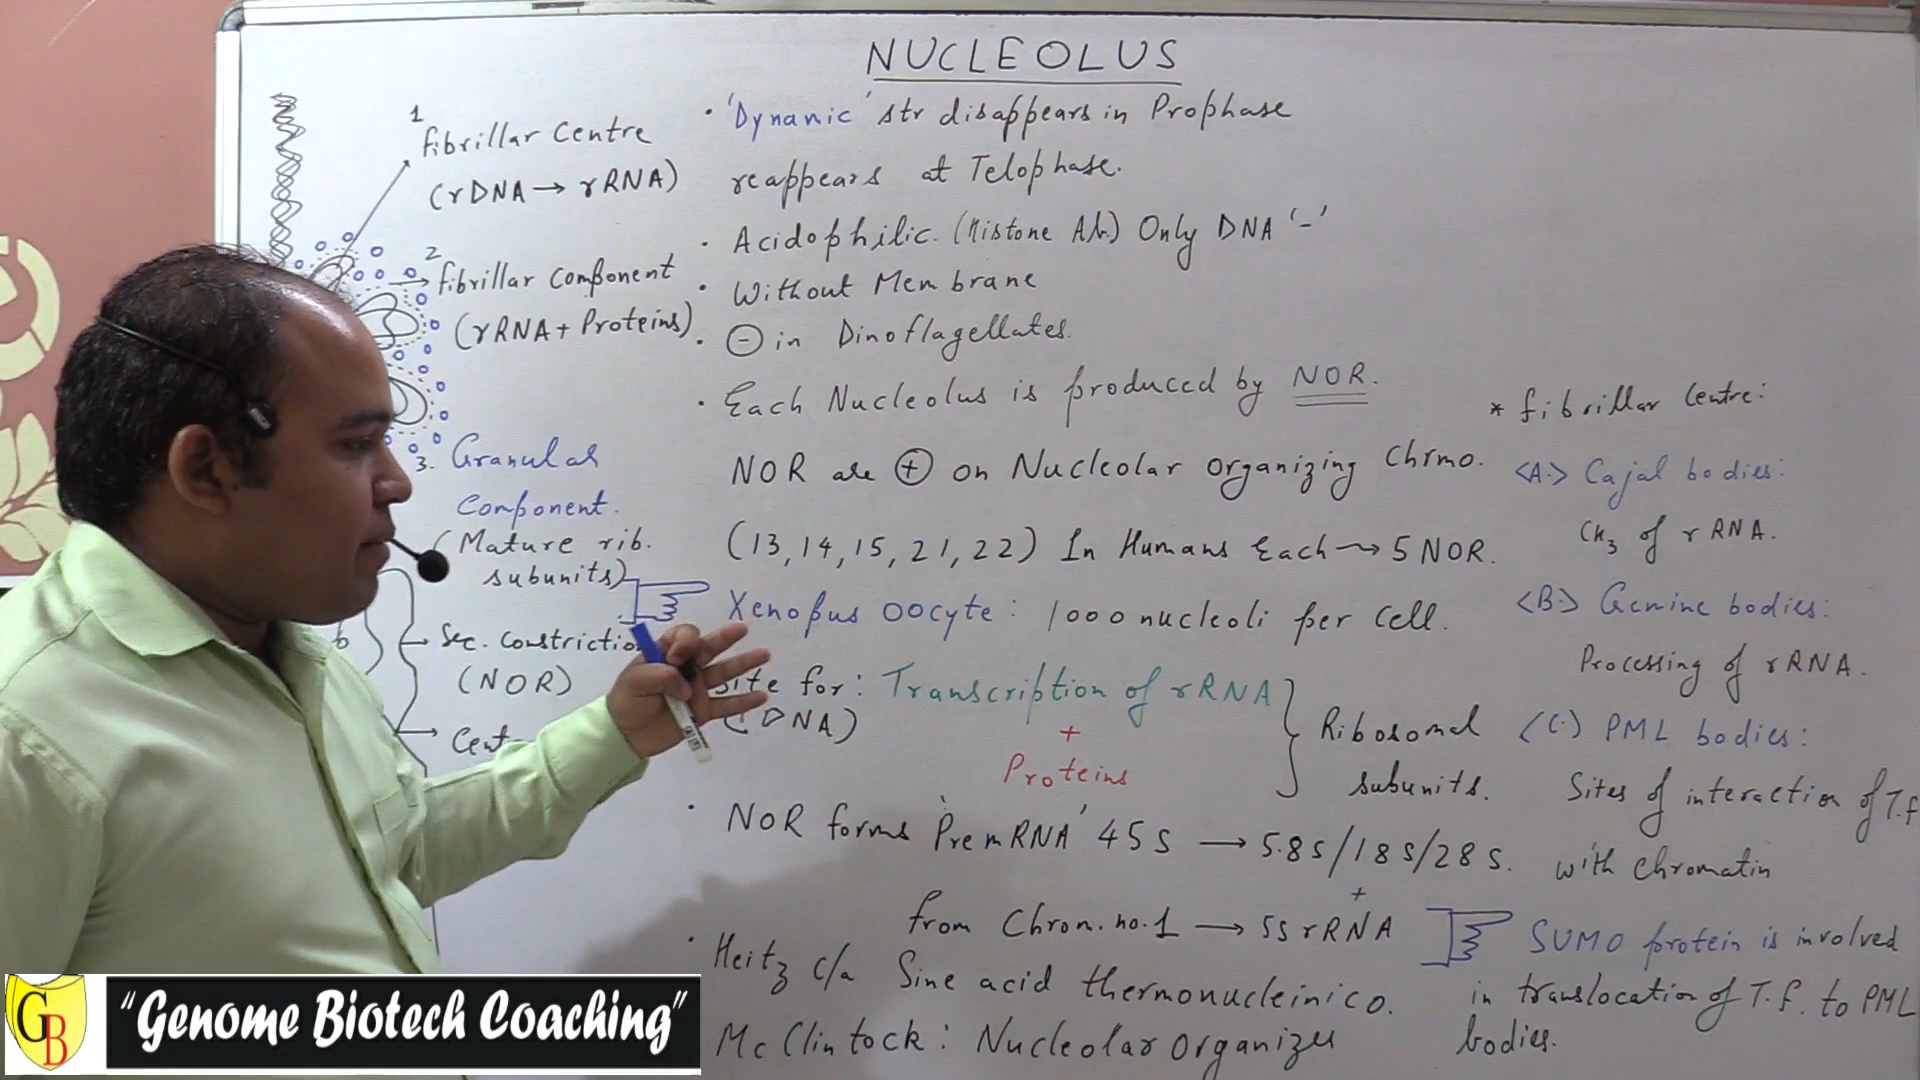 NUCLEOLUS
1
fibrillar Centre
(rDNA → rRNA)
2
fibrillar component
(rRNA + Proteins)
3. Granular
Component.
(Mature rib.
subunits)
Sec. constriction
(NOR)
Cent
• 'Dynamic' str disappears in Prophase
reappears at Telophase.
• Acidophilic. (Histone Ab.) Only DNA '-'
• Without Membrane
• ⊖ in Dinoflagellates.
• Each Nucleolus is produced by NOR.
NOR are ⊕ on Nucleolar organizing Chrmo.
(13, 14, 15, 21, 22) In Humans Each → 5 NOR.
Xenopus oocyte: 1000 nucleoli per cell.
Site for: Transcription of rRNA
DNA)
+
Proteins
Ribosomal
subunits.
• NOR forms 'Pre mRNA' 45S → 5.8S/18S/28S.
+
from Chrom. no. 1 → 5S rRNA
• Heitz c/a Sine acid thermonucleinico.
McClintock: Nucleolar organizer
* fibrillar Centre:
<A.> Cajal bodies:
CH3 of rRNA.
<B.> Gemine bodies:
Processing of rRNA.
(C.) PML bodies:
Sites of interaction of T.f
with chromatin
SUMO protein is involved
in translocation of T.f. to PML
bodies.
GB
"Genome Biotech Coaching"